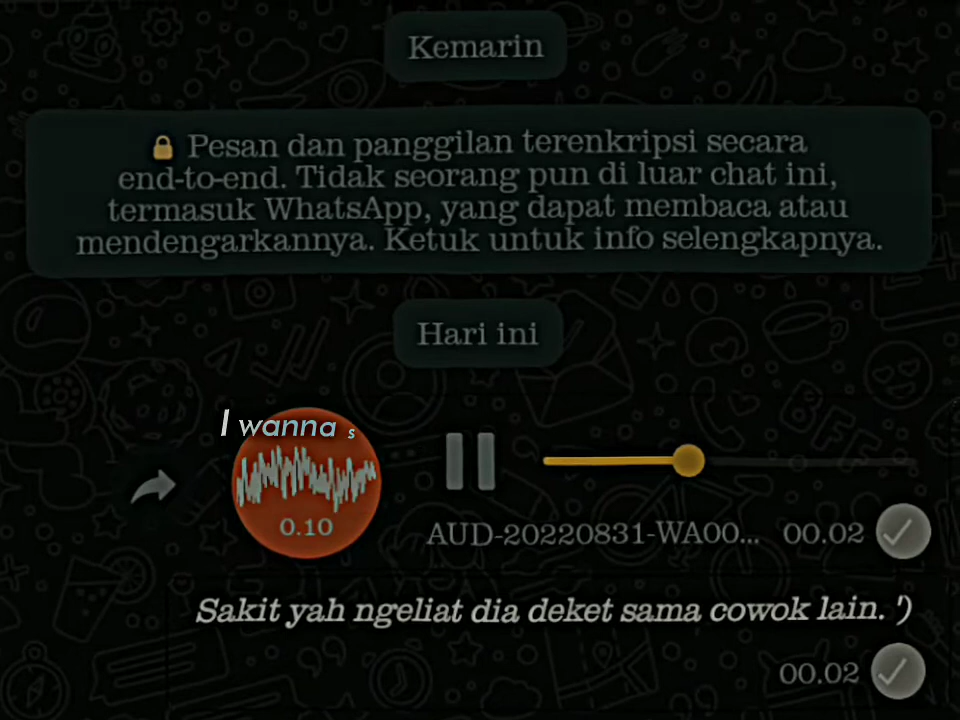 Kemarin
🔒 Pesan dan panggilan terenkripsi secara
end-to-end. Tidak seorang pun di luar chat ini,
termasuk WhatsApp, yang dapat membaca atau
mendengarkannya. Ketuk untuk info selengkapnya.
Hari ini
I wanna s
0.10
AUD-20220831-WA00... 00.02
Sakit yah ngeliat dia deket sama cowok lain. ')
00.02